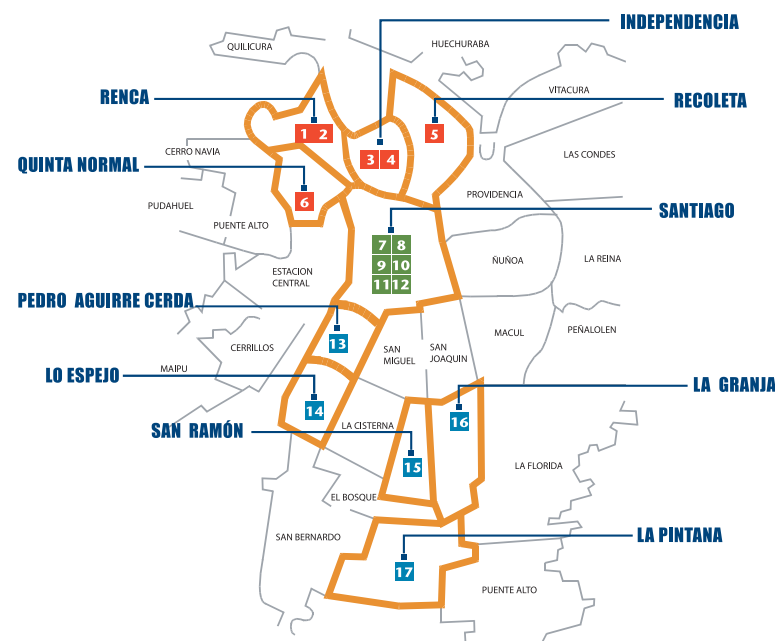 INDEPENDENCIA
QUILICURA
HUECHURABA
RENCA
VITACURA
RECOLETA
1 2
5
CERRO NAVIA
3 4
LAS CONDES
QUINTA NORMAL
6
PROVIDENCIA
PUDAHUEL
SANTIAGO
PUENTE ALTO
7 8
9 10
11 12
ÑUÑOA
LA REINA
ESTACION
CENTRAL
PEDRO AGUIRRE CERDA
13
CERRILLOS
SAN
MIGUEL
SAN
JOAQUIN
MACUL
PEÑALOLEN
MAIPU
LO ESPEJO
LA GRANJA
14
LA CISTERNA
16
SAN RAMÓN
15
LA FLORIDA
EL BOSQUE
SAN BERNARDO
LA PINTANA
17
PUENTE ALTO